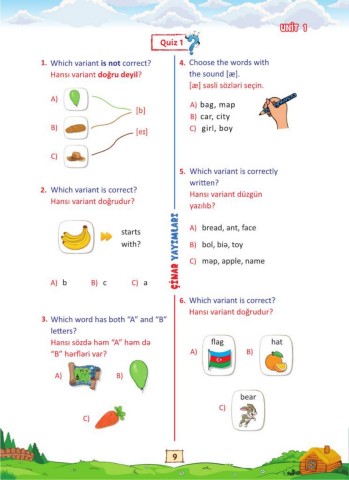 UNİT 1
Quiz 1
1. Which variant is not correct?
Hansı variant doğru deyil?
A)
[b]
B)
[eɪ]
C)
2. Which variant is correct?
Hansı variant doğrudur?
starts
with?
A) b B) c C) a
3. Which word has both “A” and “B”
letters?
Hansı sözdə həm “A” həm də
“B” hərfləri var?
A) B)
C)
ÇİNAR YAYIMLARI
4. Choose the words with
the sound [æ].
[æ] səsli sözləri seçin.
A) bag, map
B) car, city
C) girl, boy
5. Which variant is correctly
written?
Hansı variant düzgün
yazılıb?
A) bread, ant, face
B) bol, biə, toy
C) məp, apple, name
6. Which variant is correct?
Hansı variant doğrudur?
flag hat
A) B)
bear
C)
9